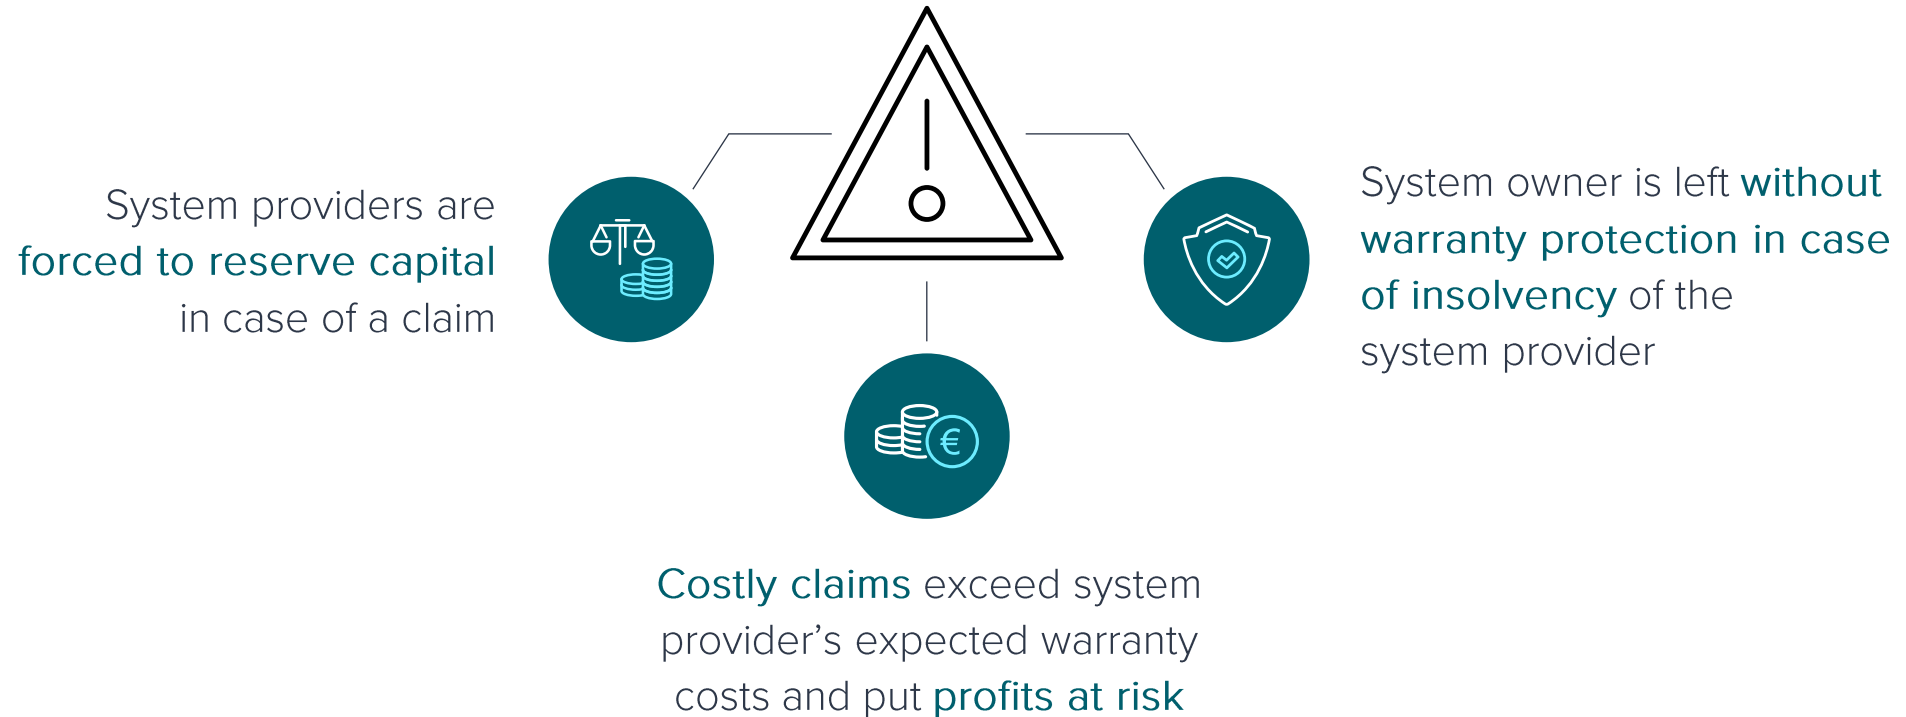 System providers are
forced to reserve capital
in case of a claim
€
Costly claims exceed system
provider’s expected warranty
costs and put profits at risk
System owner is left without
warranty protection in case
of insolvency of the
system provider